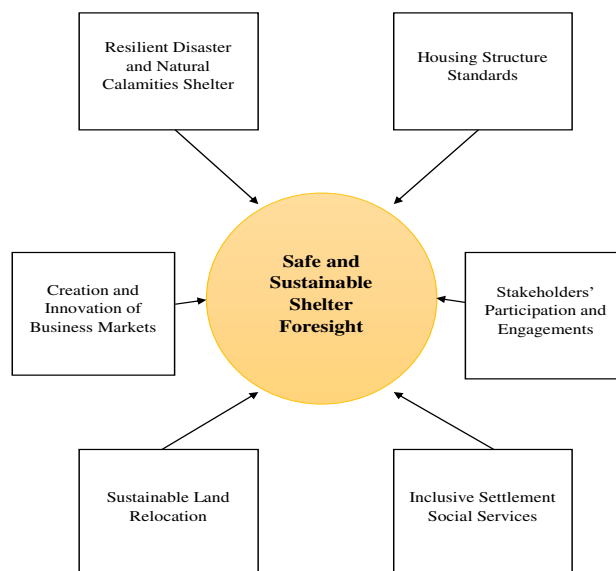 Resilient Disaster
and Natural
Calamities Shelter
Housing Structure
Standards
Safe and
Sustainable
Shelter
Foresight
Creation and
Innovation of
Business Markets
Stakeholders’
Participation and
Engagements
Sustainable Land
Relocation
Inclusive Settlement
Social Services